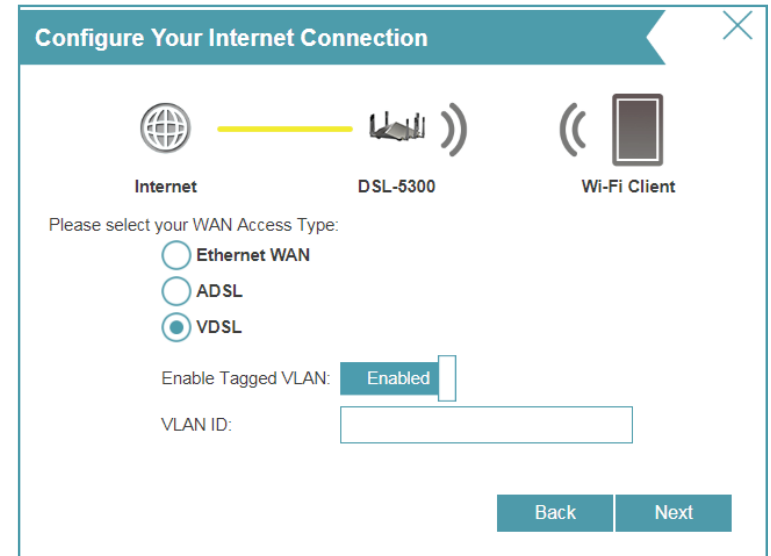 Configure Your Internet Connection
Internet DSL-5300 Wi-Fi Client
Please select your WAN Access Type:
Ethernet WAN
ADSL
VDSL
Enable Tagged VLAN: Enabled
VLAN ID:
Back Next